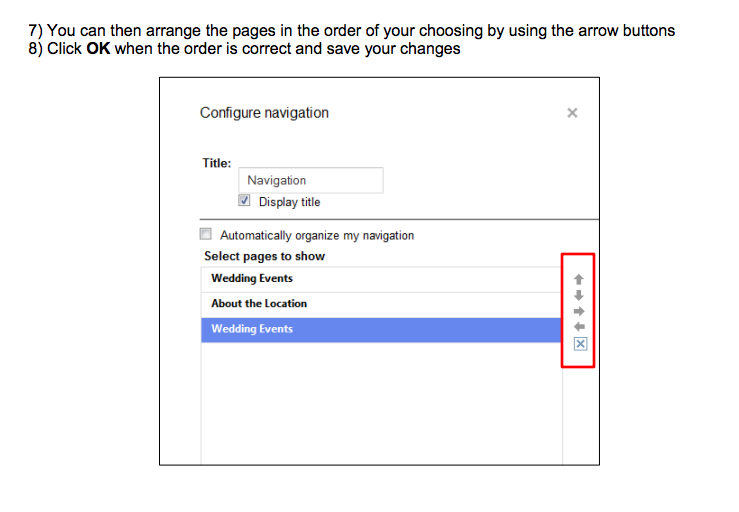 7) You can then arrange the pages in the order of your choosing by using the arrow buttons
8) Click OK when the order is correct and save your changes
Configure navigation
Title:
Navigation
Display title
Automatically organize my navigation
Select pages to show
Wedding Events
About the Location
Wedding Events